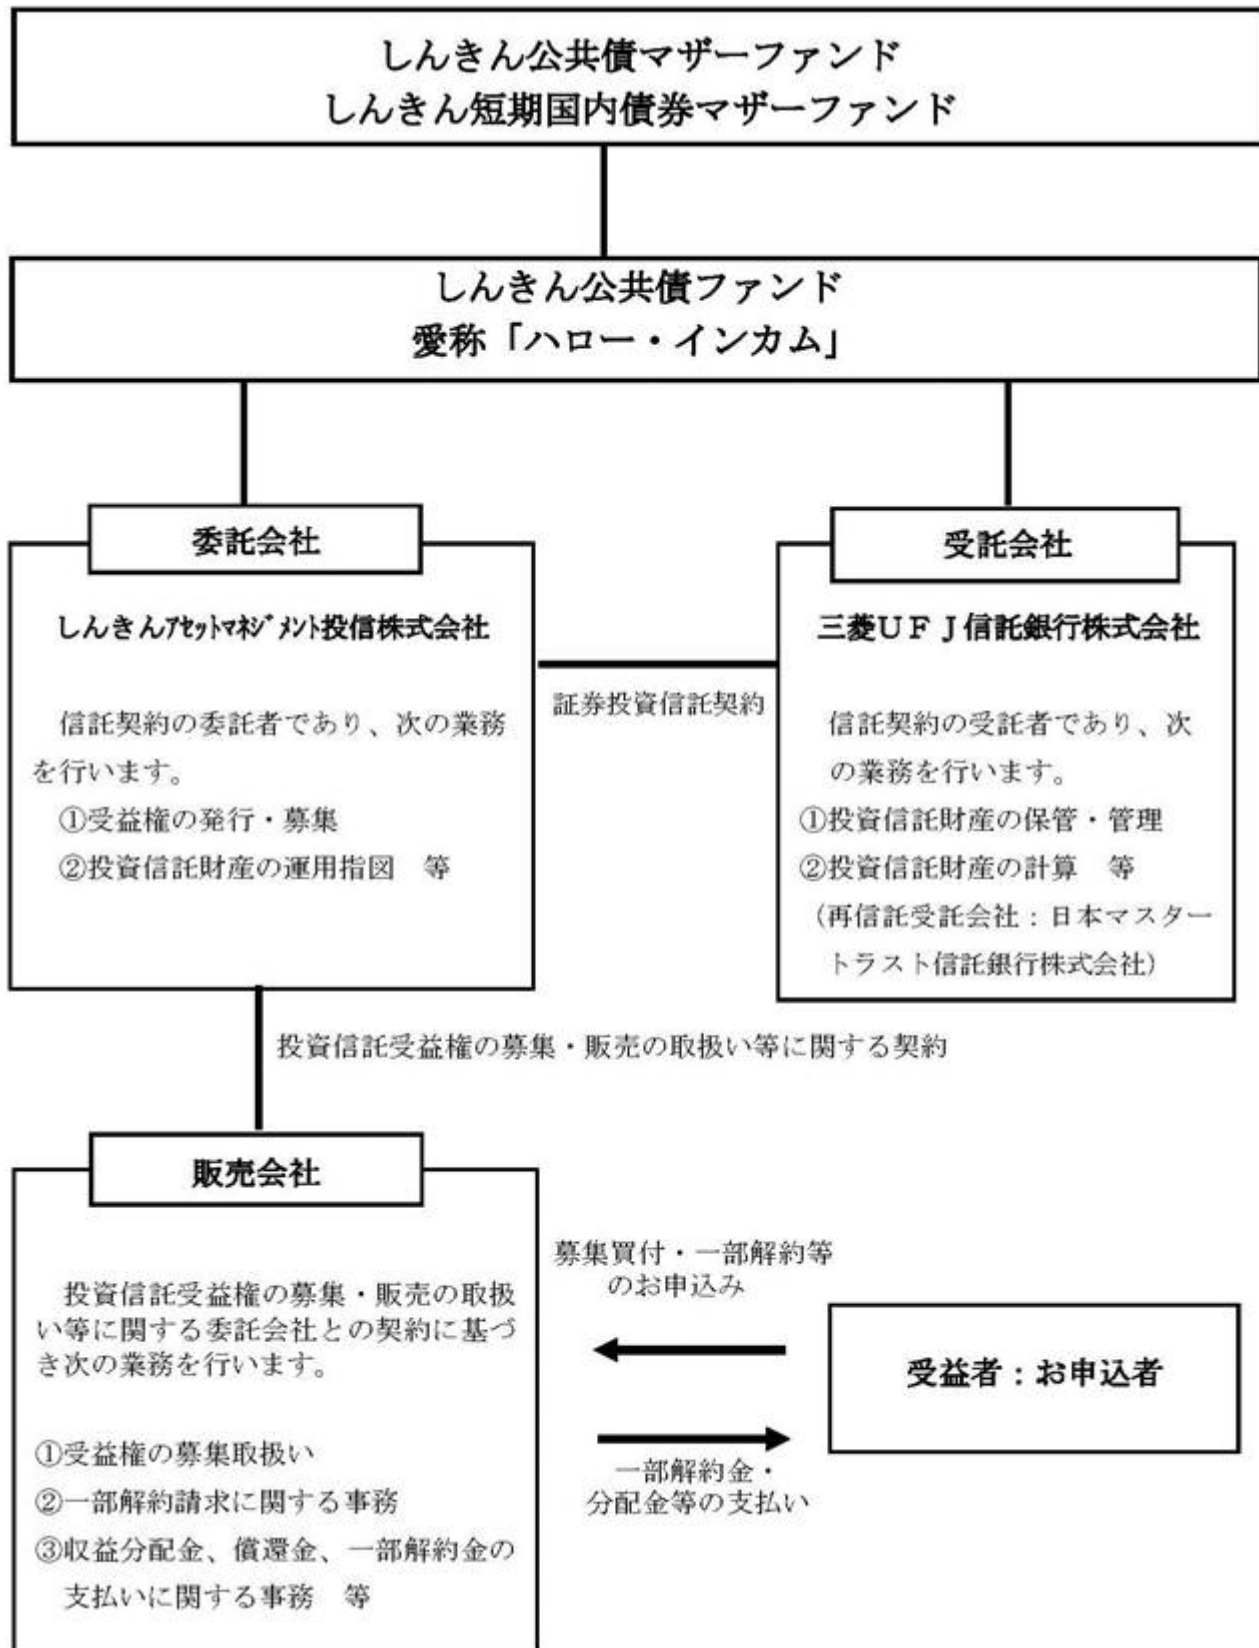 しんきん公共債マザーファンド
しんきん短期国内債券マザーファンド
しんきん公共債ファンド
愛称「ハロー・インカム」
委託会社
しんきんｱｾｯﾄﾏﾈｼﾞﾒﾝﾄ投信株式会社
信託契約の委託者であり、次の業務
を行います。
①受益権の発行・募集
②投資信託財産の運用指図　等
証券投資信託契約
受託会社
三菱ＵＦＪ信託銀行株式会社
信託契約の受託者であり、次
の業務を行います。
①投資信託財産の保管・管理
②投資信託財産の計算　等
（再信託受託会社：日本マスター
トラスト信託銀行株式会社）
投資信託受益権の募集・販売の取扱い等に関する契約
販売会社
投資信託受益権の募集・販売の取扱
い等に関する委託会社との契約に基づ
き次の業務を行います。
①受益権の募集取扱い
②一部解約請求に関する事務
③収益分配金、償還金、一部解約金の
支払いに関する事務　等
募集買付・一部解約等
のお申込み
一部解約金・
分配金等の支払い
受益者：お申込者